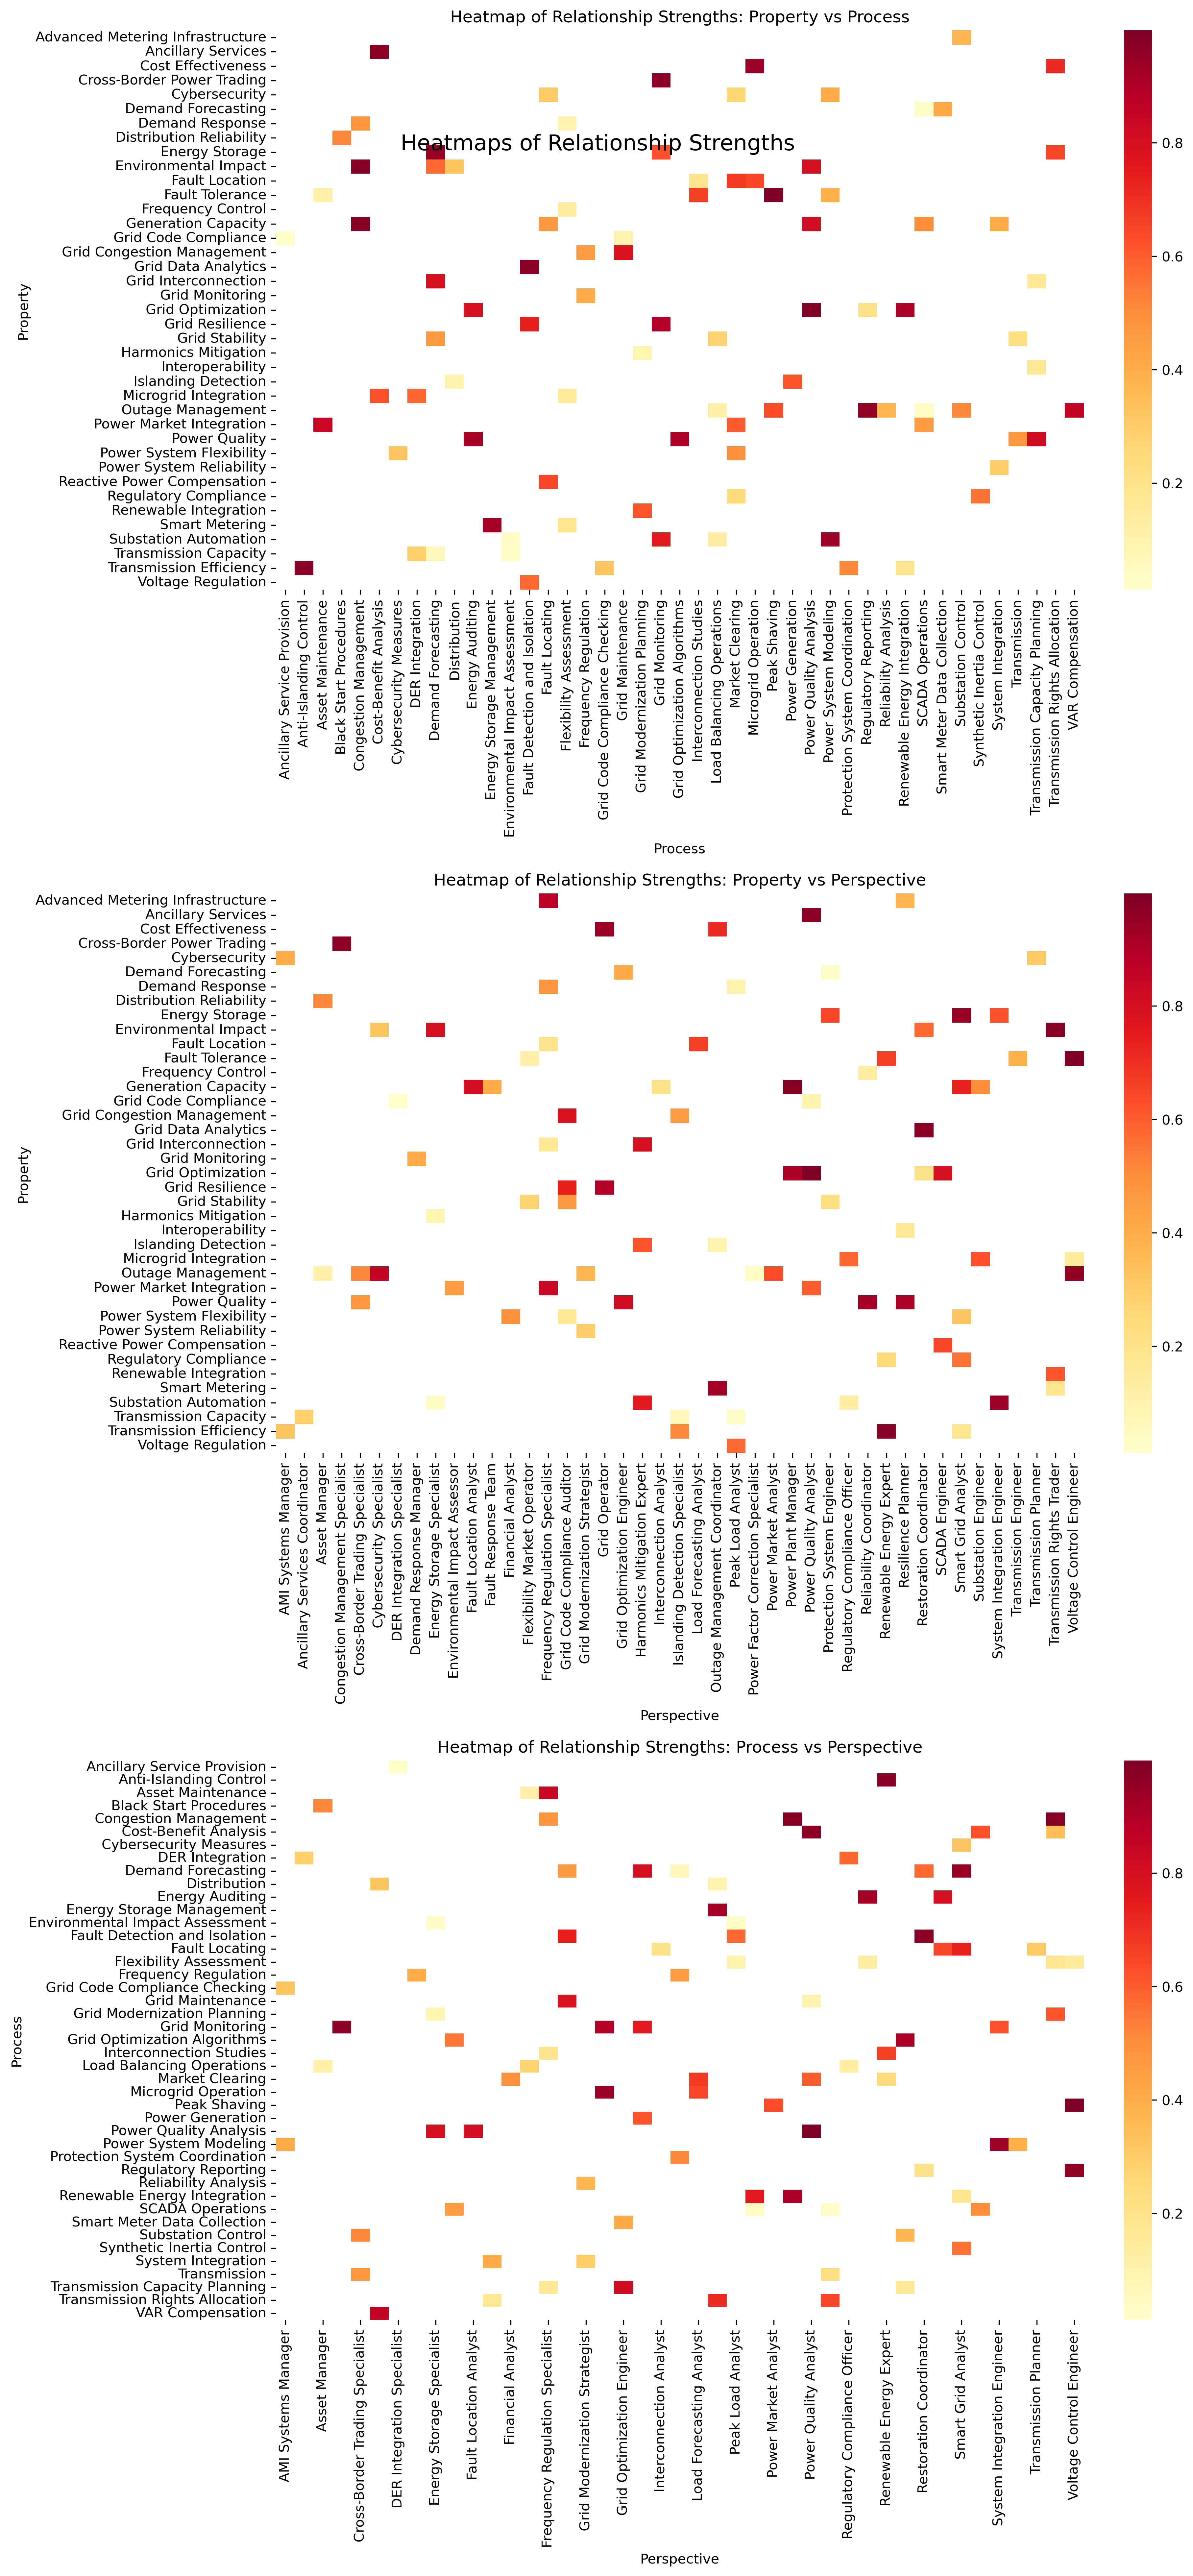 Heatmap of Relationship Strengths: Property vs Process
Heatmaps of Relationship Strengths
Property
Advanced Metering Infrastructure
Ancillary Services
Cost Effectiveness
Cross-Border Power Trading
Cybersecurity
Demand Forecasting
Demand Response
Distribution Reliability
Energy Storage
Environmental Impact
Fault Location
Fault Tolerance
Frequency Control
Generation Capacity
Grid Code Compliance
Grid Congestion Management
Grid Data Analytics
Grid Interconnection
Grid Monitoring
Grid Optimization
Grid Resilience
Grid Stability
Harmonics Mitigation
Interoperability
Islanding Detection
Microgrid Integration
Outage Management
Power Market Integration
Power Quality
Power System Flexibility
Power System Reliability
Reactive Power Compensation
Regulatory Compliance
Renewable Integration
Smart Metering
Substation Automation
Transmission Capacity
Transmission Efficiency
Voltage Regulation
Ancillary Service Provision
Anti-Islanding Control
Asset Maintenance
Black Start Procedures
Congestion Management
Cost-Benefit Analysis
Cybersecurity Measures
DER Integration
Demand Forecasting
Distribution
Energy Auditing
Energy Storage Management
Environmental Impact Assessment
Fault Detection and Isolation
Fault Locating
Flexibility Assessment
Frequency Regulation
Grid Code Compliance Checking
Grid Maintenance
Grid Modernization Planning
Grid Monitoring
Grid Optimization Algorithms
Interconnection Studies
Load Balancing Operations
Market Clearing
Microgrid Operation
Peak Shaving
Power Generation
Power Quality Analysis
Power System Modeling
Protection System Coordination
Regulatory Reporting
Reliability Analysis
Renewable Energy Integration
SCADA Operations
Smart Meter Data Collection
Substation Control
Synthetic Inertia Control
System Integration
Transmission
Transmission Capacity Planning
Transmission Rights Allocation
VAR Compensation
Process
0.8
0.6
0.4
0.2
Heatmap of Relationship Strengths: Property vs Perspective
Property
Advanced Metering Infrastructure
Ancillary Services
Cost Effectiveness
Cross-Border Power Trading
Cybersecurity
Demand Forecasting
Demand Response
Distribution Reliability
Energy Storage
Environmental Impact
Fault Location
Fault Tolerance
Frequency Control
Generation Capacity
Grid Code Compliance
Grid Congestion Management
Grid Data Analytics
Grid Interconnection
Grid Monitoring
Grid Optimization
Grid Resilience
Grid Stability
Harmonics Mitigation
Interoperability
Islanding Detection
Microgrid Integration
Outage Management
Power Market Integration
Power Quality
Power System Flexibility
Power System Reliability
Reactive Power Compensation
Regulatory Compliance
Renewable Integration
Smart Metering
Substation Automation
Transmission Capacity
Transmission Efficiency
Voltage Regulation
AMI Systems Manager
Ancillary Services Coordinator
Asset Manager
Congestion Management Specialist
Cross-Border Trading Specialist
Cybersecurity Specialist
DER Integration Specialist
Demand Response Manager
Energy Storage Specialist
Environmental Impact Assessor
Fault Location Analyst
Fault Response Team
Financial Analyst
Flexibility Market Operator
Frequency Regulation Specialist
Grid Code Compliance Auditor
Grid Modernization Strategist
Grid Operator
Grid Optimization Engineer
Harmonics Mitigation Expert
Interconnection Analyst
Islanding Detection Specialist
Load Forecasting Analyst
Outage Management Coordinator
Peak Load Analyst
Power Factor Correction Specialist
Power Market Analyst
Power Plant Manager
Power Quality Analyst
Protection System Engineer
Regulatory Compliance Officer
Reliability Coordinator
Renewable Energy Expert
Resilience Planner
Restoration Coordinator
SCADA Engineer
Smart Grid Analyst
Substation Engineer
System Integration Engineer
Transmission Engineer
Transmission Planner
Transmission Rights Trader
Voltage Control Engineer
Perspective
0.8
0.6
0.4
0.2
Heatmap of Relationship Strengths: Process vs Perspective
Process
Ancillary Service Provision
Anti-Islanding Control
Asset Maintenance
Black Start Procedures
Congestion Management
Cost-Benefit Analysis
Cybersecurity Measures
DER Integration
Demand Forecasting
Distribution
Energy Auditing
Energy Storage Management
Environmental Impact Assessment
Fault Detection and Isolation
Fault Locating
Flexibility Assessment
Frequency Regulation
Grid Code Compliance Checking
Grid Maintenance
Grid Modernization Planning
Grid Monitoring
Grid Optimization Algorithms
Interconnection Studies
Load Balancing Operations
Market Clearing
Microgrid Operation
Peak Shaving
Power Generation
Power Quality Analysis
Power System Modeling
Protection System Coordination
Regulatory Reporting
Reliability Analysis
Renewable Energy Integration
SCADA Operations
Smart Meter Data Collection
Substation Control
Synthetic Inertia Control
System Integration
Transmission
Transmission Capacity Planning
Transmission Rights Allocation
VAR Compensation
AMI Systems Manager
Asset Manager
Cross-Border Trading Specialist
DER Integration Specialist
Energy Storage Specialist
Fault Location Analyst
Financial Analyst
Frequency Regulation Specialist
Grid Modernization Strategist
Grid Optimization Engineer
Interconnection Analyst
Load Forecasting Analyst
Peak Load Analyst
Power Market Analyst
Power Quality Analyst
Regulatory Compliance Officer
Renewable Energy Expert
Restoration Coordinator
Smart Grid Analyst
System Integration Engineer
Transmission Planner
Voltage Control Engineer
Perspective
0.8
0.6
0.4
0.2